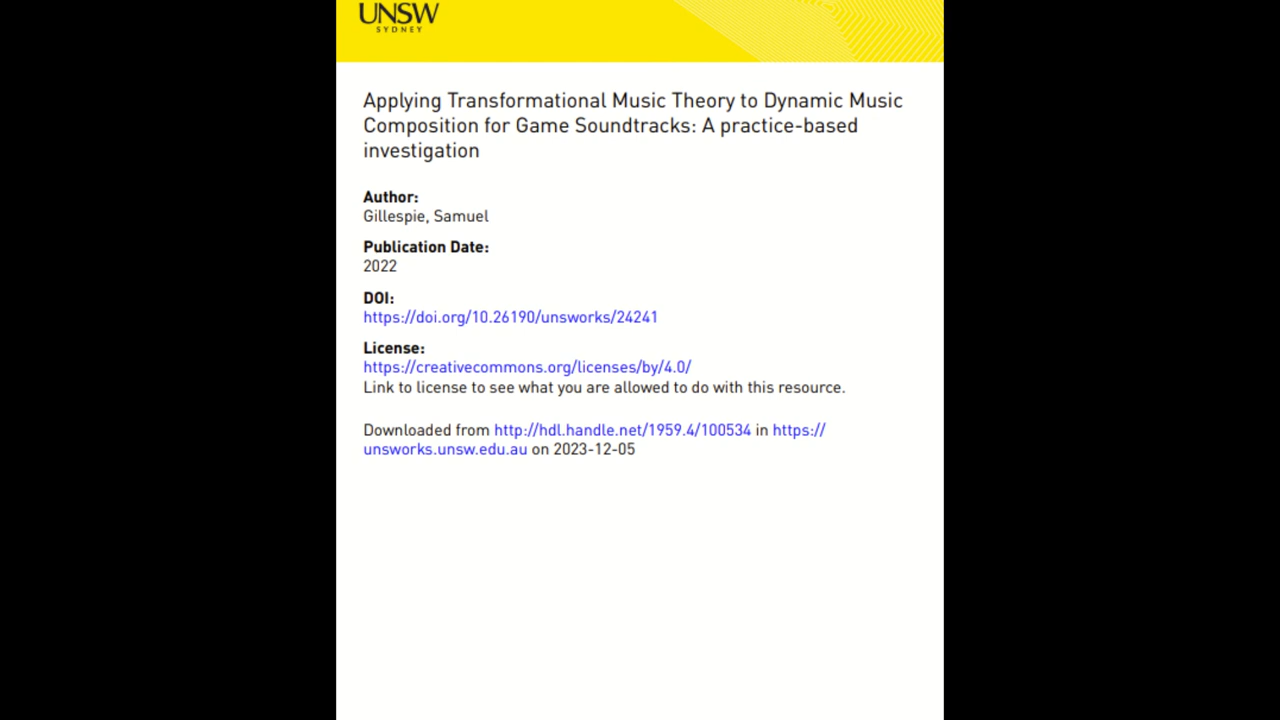 UNSW
SYDNEY
Applying Transformational Music Theory to Dynamic Music
Composition for Game Soundtracks: A practice-based
investigation
Author:
Gillespie, Samuel
Publication Date:
2022
DOI:
https://doi.org/10.26190/unsworks/24241
License:
https://creativecommons.org/licenses/by/4.0/
Link to license to see what you are allowed to do with this resource.
Downloaded from http://hdl.handle.net/1959.4/100534 in https://
unsworks.unsw.edu.au on 2023-12-05